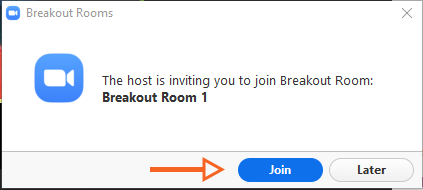 Breakout Rooms
The host is inviting you to join Breakout Room:
Breakout Room 1
Join
Later